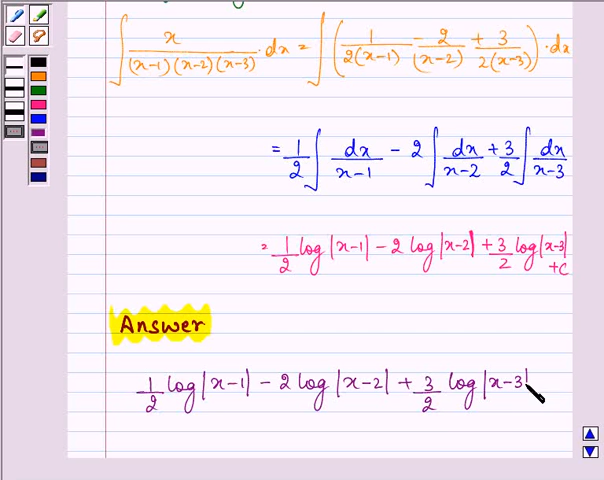 ∫ x/((x-1)(x-2)(x-3)) · dx = ∫ (1/(2(x-1)) - 2/(x-2) + 3/(2(x-3))) · dx
= 1/2 ∫ dx/(x-1) - 2 ∫ dx/(x-2) + 3/2 ∫ dx/(x-3)
= 1/2 log|x-1| - 2 log|x-2| + 3/2 log|x-3|
+C
Answer
1/2 log|x-1| - 2 log|x-2| + 3/2 log|x-3|